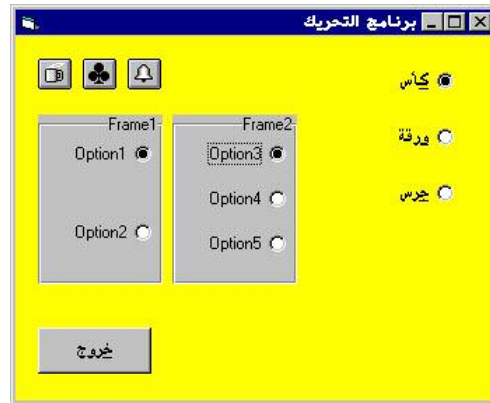 برنامج التحريك
كأس
ورقة
جرس
Frame2
Option3
Option4
Option5
Frame1
Option1
Option2
خروج